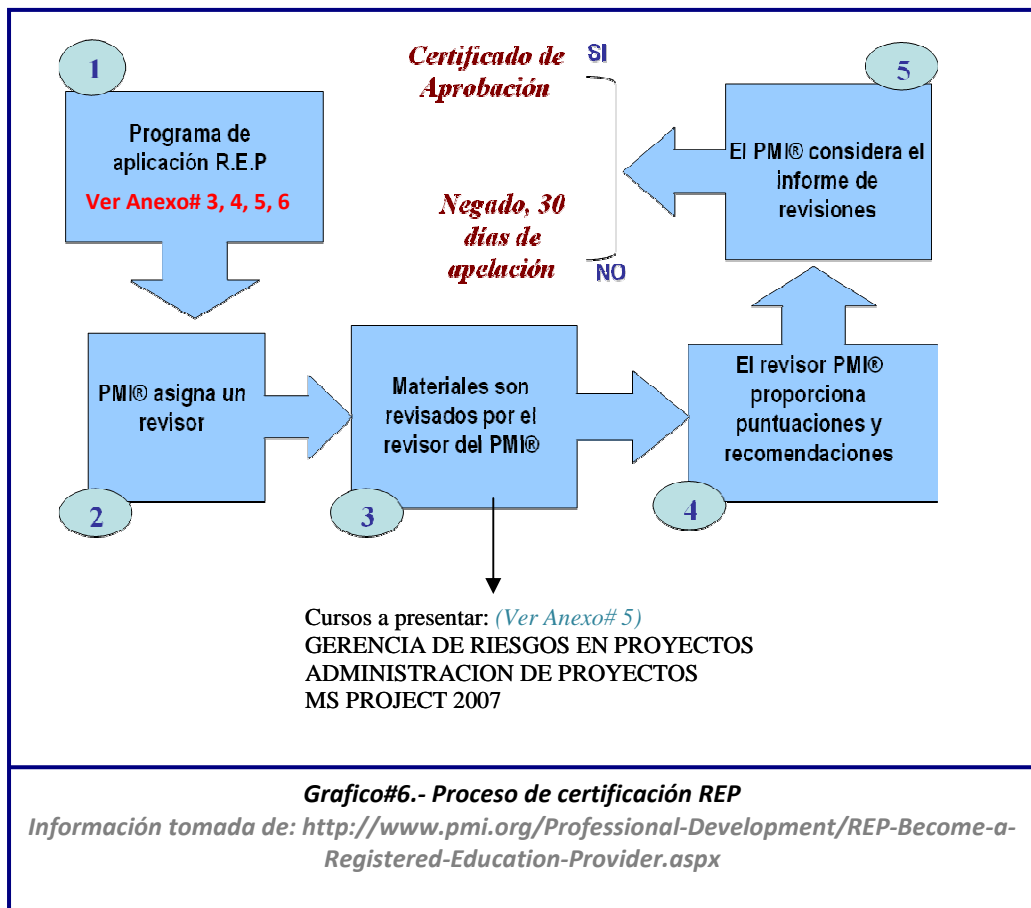 1
Programa de
aplicación R.E.P
Ver Anexo# 3, 4, 5, 6
2
PMI® asigna un
revisor
3
Materiales son
revisados por el
revisor del PMI®
Cursos a presentar: (Ver Anexo# 5)
GERENCIA DE RIESGOS EN PROYECTOS
ADMINISTRACION DE PROYECTOS
MS PROJECT 2007
4
El revisor PMI®
proporciona
puntuaciones y
recomendaciones
5
El PMI® considera el
informe de
revisiones
Certificado de SI
Aprobación
Negado, 30
días de
apelación NO
Grafico#6.- Proceso de certificación REP
Información tomada de: http://www.pmi.org/Professional-Development/REP-Become-a-
Registered-Education-Provider.aspx